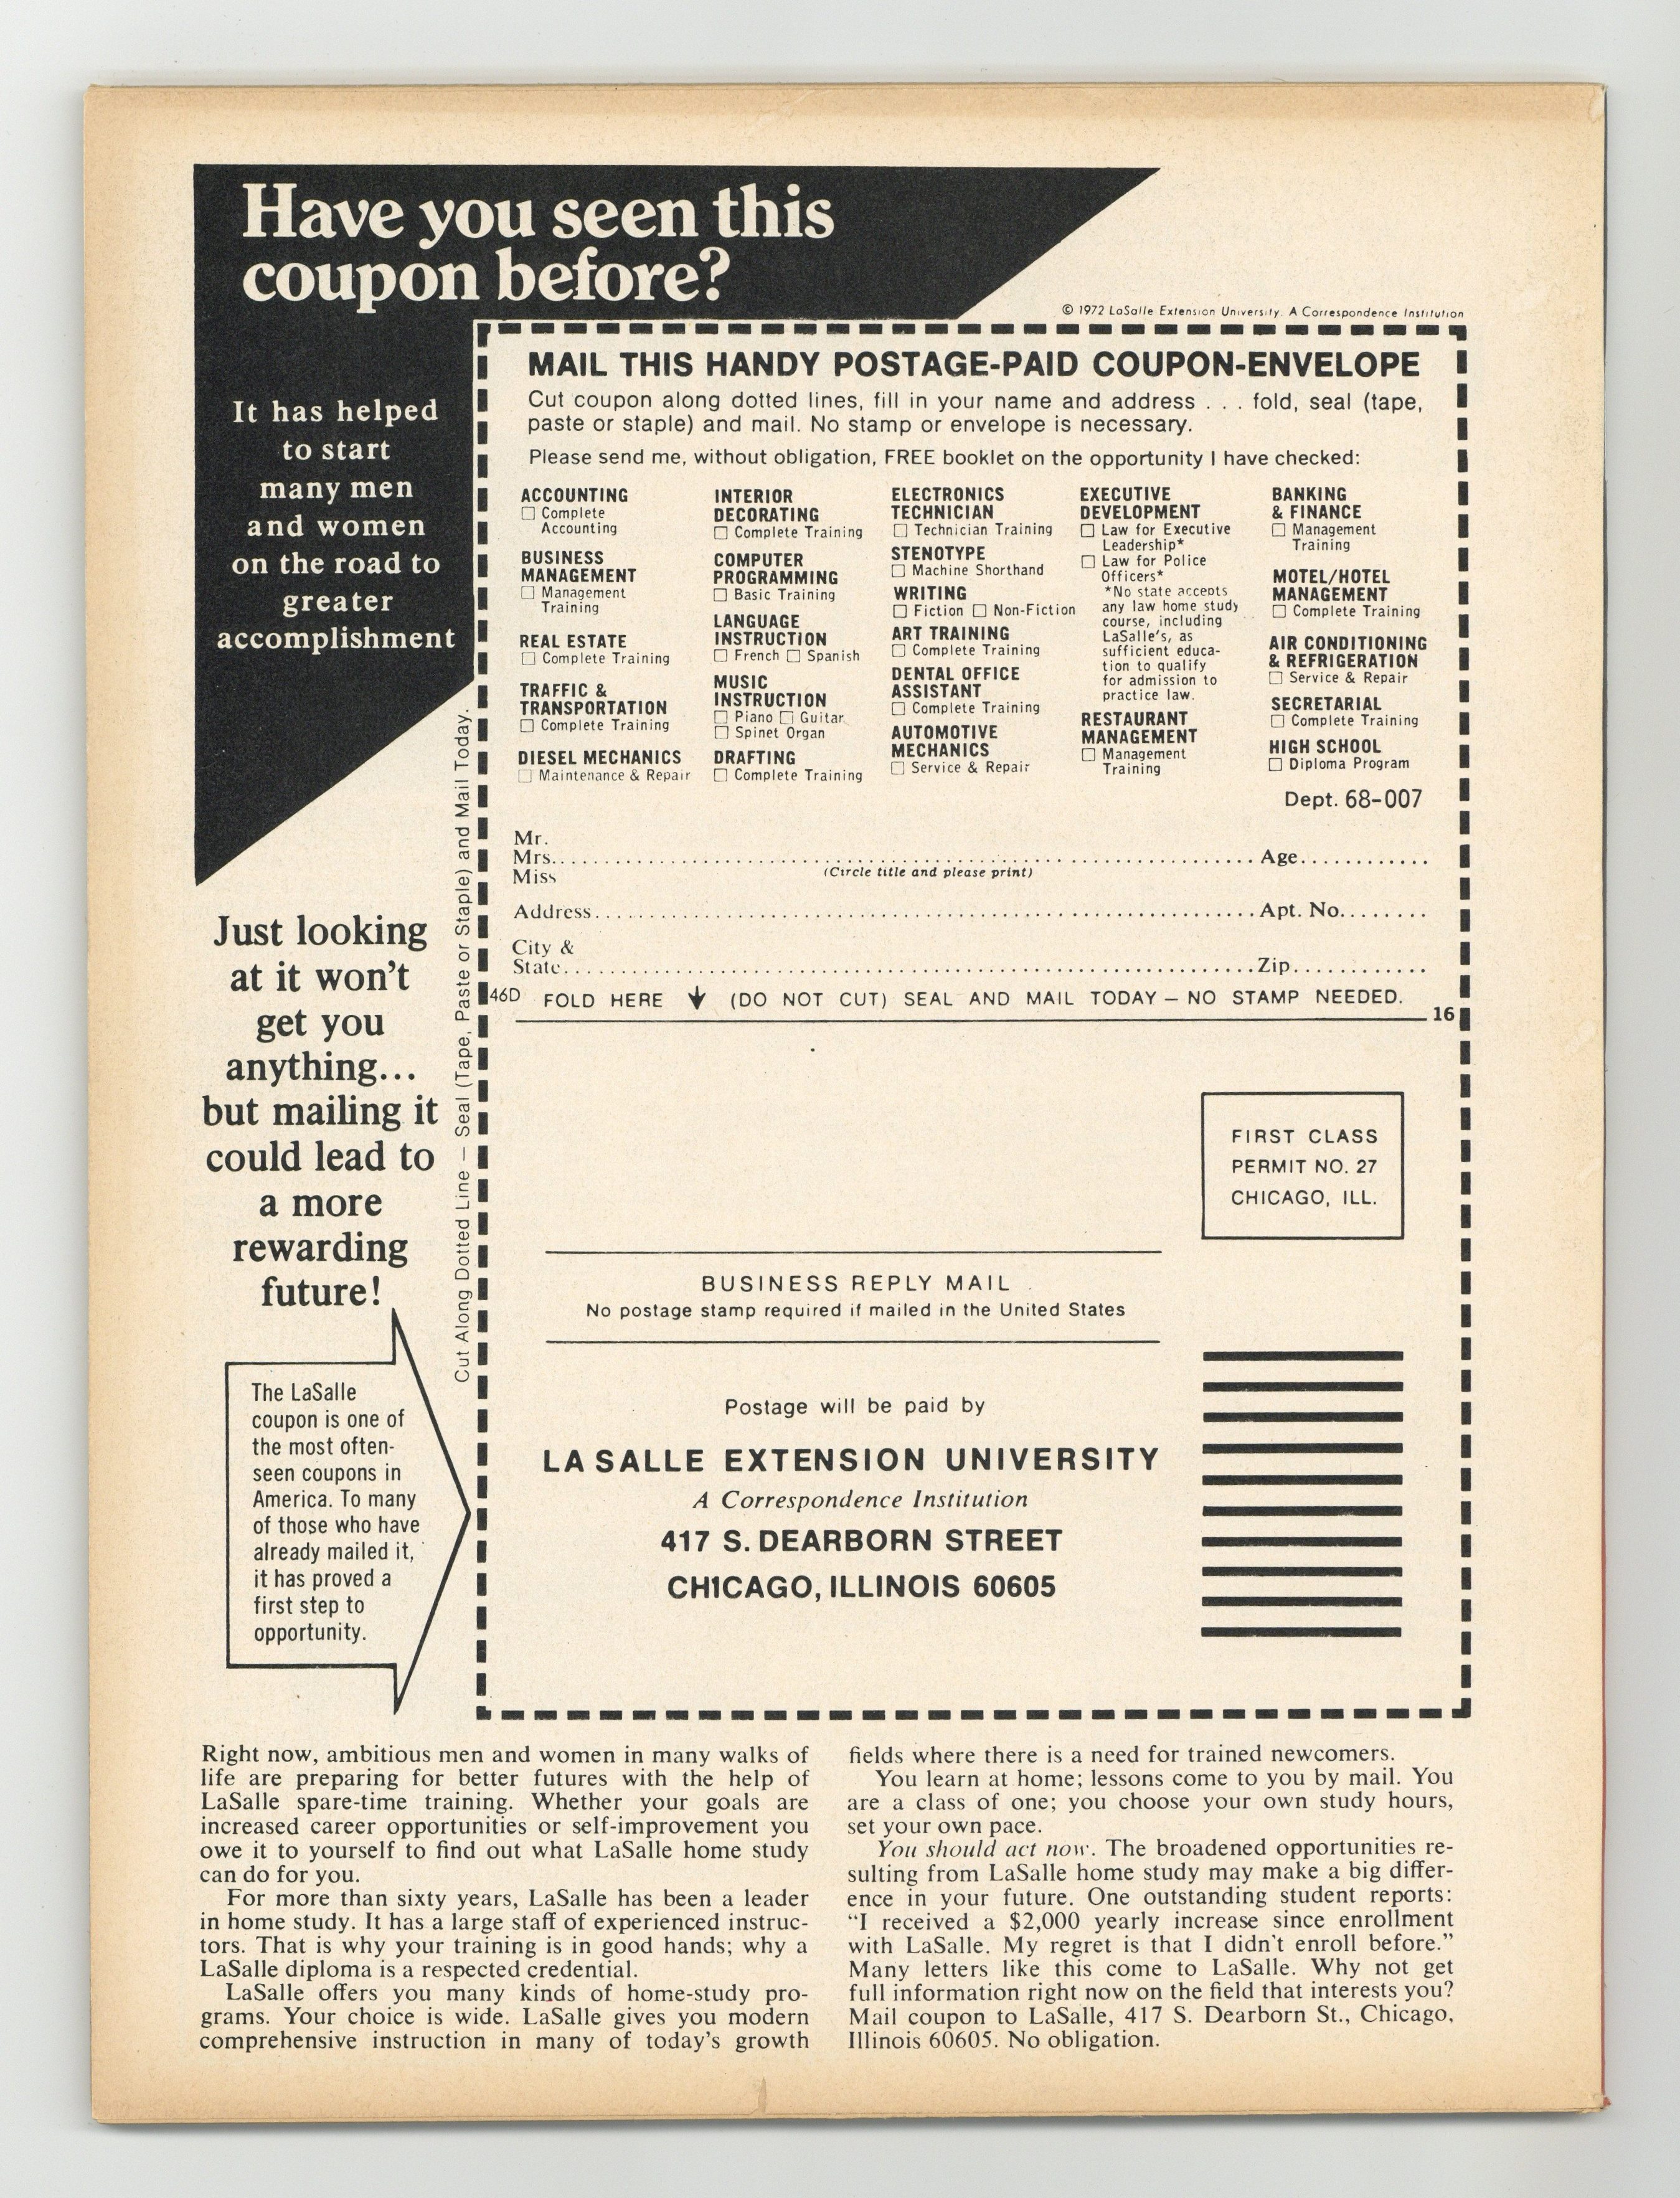 Have you seen this
coupon before?
© 1972 LaSalle Extension University. A Correspondence Institution
It has helped
to start
many men
and women
on the road to
greater
accomplishment
Just looking
at it won't
get you
anything...
but mailing it
could lead to
a more
rewarding
future!
The LaSalle
coupon is one of
the most often-
seen coupons in
America. To many
of those who have
already mailed it,
it has proved a
first step to
opportunity.
Cut Along Dotted Line — Seal (Tape, Paste or Staple) and Mail Today.
MAIL THIS HANDY POSTAGE-PAID COUPON-ENVELOPE
Cut coupon along dotted lines, fill in your name and address . . . fold, seal (tape,
paste or staple) and mail. No stamp or envelope is necessary.
Please send me, without obligation, FREE booklet on the opportunity I have checked:
ACCOUNTING
☐ Complete
Accounting
BUSINESS
MANAGEMENT
☐ Management
Training
REAL ESTATE
☐ Complete Training
TRAFFIC &
TRANSPORTATION
☐ Complete Training
DIESEL MECHANICS
☐ Maintenance & Repair
INTERIOR
DECORATING
☐ Complete Training
COMPUTER
PROGRAMMING
☐ Basic Training
LANGUAGE
INSTRUCTION
☐ French ☐ Spanish
MUSIC
INSTRUCTION
☐ Piano ☐ Guitar
☐ Spinet Organ
DRAFTING
☐ Complete Training
ELECTRONICS
TECHNICIAN
☐ Technician Training
STENOTYPE
☐ Machine Shorthand
WRITING
☐ Fiction ☐ Non-Fiction
ART TRAINING
☐ Complete Training
DENTAL OFFICE
ASSISTANT
☐ Complete Training
AUTOMOTIVE
MECHANICS
☐ Service & Repair
EXECUTIVE
DEVELOPMENT
☐ Law for Executive
Leadership*
☐ Law for Police
Officers*
*No state accepts
any law home study
course, including
LaSalle's, as
sufficient educa-
tion to qualify
for admission to
practice law.
RESTAURANT
MANAGEMENT
☐ Management
Training
BANKING
& FINANCE
☐ Management
Training
MOTEL/HOTEL
MANAGEMENT
☐ Complete Training
AIR CONDITIONING
& REFRIGERATION
☐ Service & Repair
SECRETARIAL
☐ Complete Training
HIGH SCHOOL
☐ Diploma Program
Dept. 68-007
Mr.
Mrs. Age
Miss (Circle title and please print)
Address Apt. No.
City &
State Zip
46D FOLD HERE ↓ (DO NOT CUT) SEAL AND MAIL TODAY — NO STAMP NEEDED.
16
FIRST CLASS
PERMIT NO. 27
CHICAGO, ILL.
BUSINESS REPLY MAIL
No postage stamp required if mailed in the United States
Postage will be paid by
LA SALLE EXTENSION UNIVERSITY
A Correspondence Institution
417 S. DEARBORN STREET
CHICAGO, ILLINOIS 60605
Right now, ambitious men and women in many walks of
life are preparing for better futures with the help of
LaSalle spare-time training. Whether your goals are
increased career opportunities or self-improvement you
owe it to yourself to find out what LaSalle home study
can do for you.
For more than sixty years, LaSalle has been a leader
in home study. It has a large staff of experienced instruc-
tors. That is why your training is in good hands; why a
LaSalle diploma is a respected credential.
LaSalle offers you many kinds of home-study pro-
grams. Your choice is wide. LaSalle gives you modern
comprehensive instruction in many of today's growth
fields where there is a need for trained newcomers.
You learn at home; lessons come to you by mail. You
are a class of one; you choose your own study hours,
set your own pace.
You should act now. The broadened opportunities re-
sulting from LaSalle home study may make a big differ-
ence in your future. One outstanding student reports:
"I received a $2,000 yearly increase since enrollment
with LaSalle. My regret is that I didn't enroll before."
Many letters like this come to LaSalle. Why not get
full information right now on the field that interests you?
Mail coupon to LaSalle, 417 S. Dearborn St., Chicago,
Illinois 60605. No obligation.